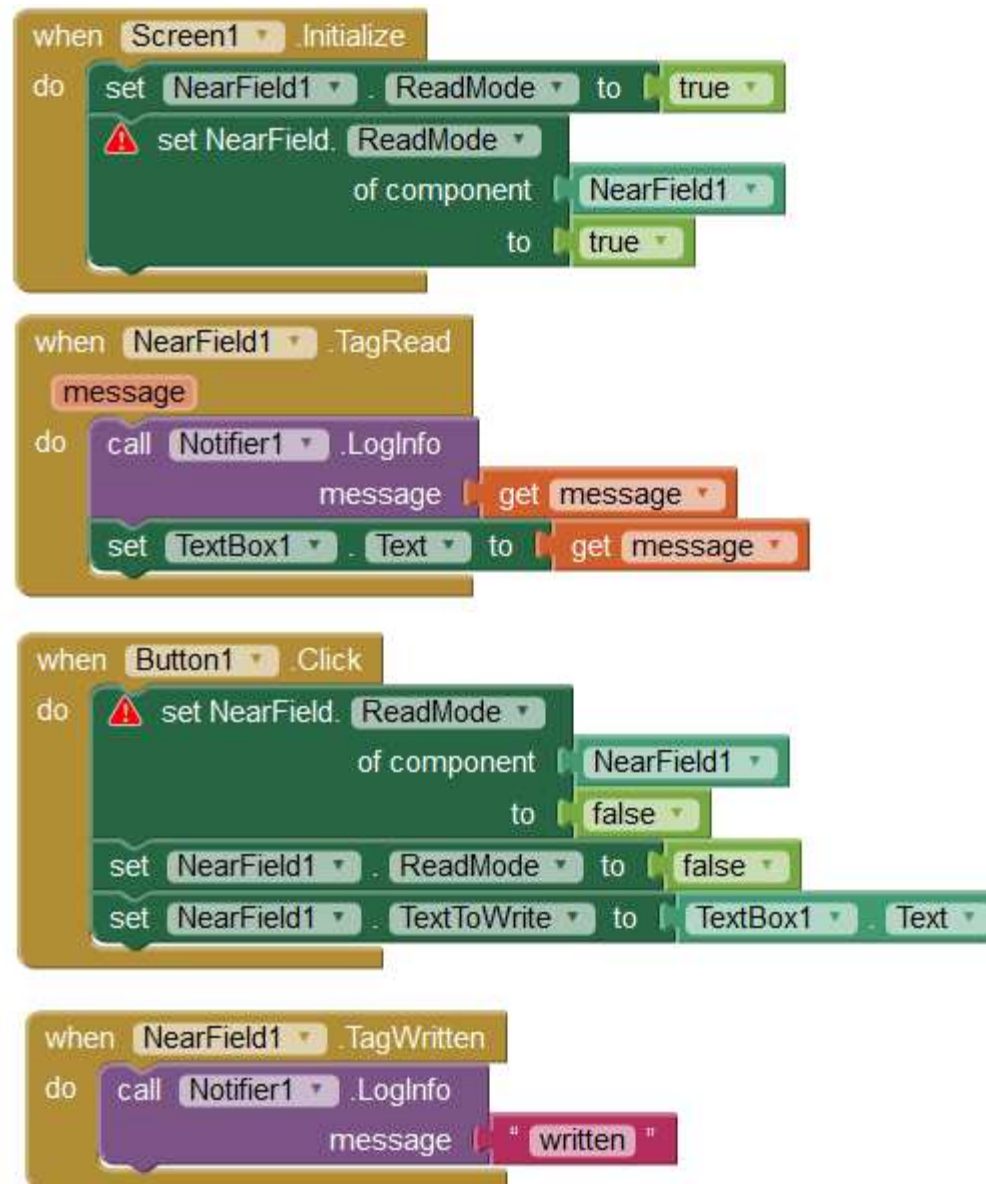 when Screen1 .Initialize
do set NearField1 . ReadMode to true
set NearField. ReadMode
of component NearField1
to true
when NearField1 .TagRead
message
do call Notifier1 .LogInfo
message get message
set TextBox1 . Text to get message
when Button1 .Click
do set NearField. ReadMode
of component NearField1
to false
set NearField1 . ReadMode to false
set NearField1 . TextToWrite to TextBox1 . Text
when NearField1 .TagWritten
do call Notifier1 .LogInfo
message " written "